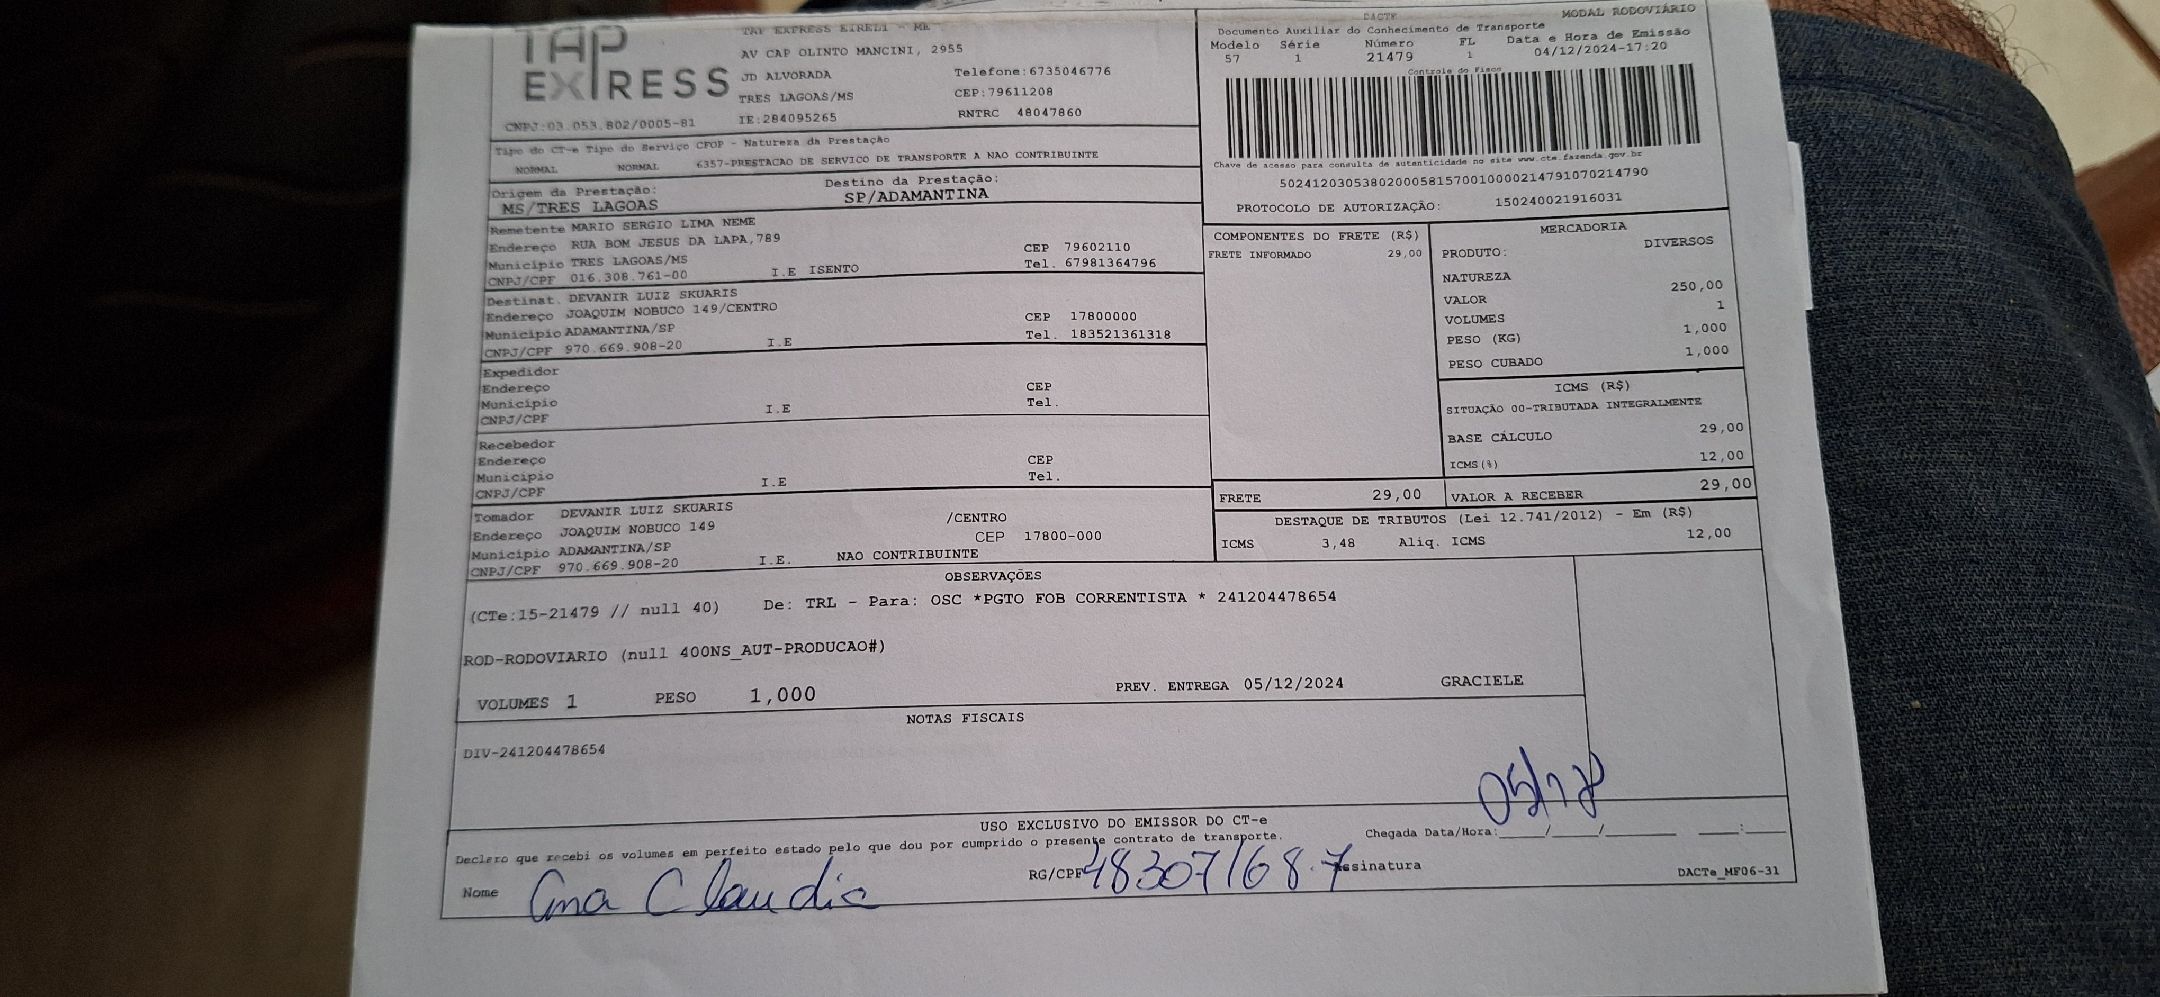 TAP EXPRESS
TAP EXPRESS EIRELI - ME
AV CAP OLINTO MANCINI, 2955
JD ALVORADA Telefone:6735046776
TRES LAGOAS/MS CEP:79611208
CNPJ:03.053.802/0005-81 IE:284095265 RNTRC 48047860
Tipo do CT-e Tipo do Serviço CFOP - Natureza da Prestação
NORMAL NORMAL 6357-PRESTACAO DE SERVICO DE TRANSPORTE A NAO CONTRIBUINTE
Origem da Prestação: Destino da Prestação:
MS/TRES LAGOAS SP/ADAMANTINA
DACTE MODAL RODOVIÁRIO
Documento Auxiliar do Conhecimento de Transporte
Modelo Série Número FL Data e Hora de Emissão
57 1 21479 1 04/12/2024-17:20
Controle do Fisco
Chave de acesso para consulta de autenticidade no site www.cte.fazenda.gov.br
50241203053802000581570010000214791070214790
PROTOCOLO DE AUTORIZAÇÃO: 150240021916031
Remetente MARIO SERGIO LIMA NEME
Endereço RUA BOM JESUS DA LAPA,789 CEP 79602110
Municipio TRES LAGOAS/MS Tel. 67981364796
CNPJ/CPF 016.308.761-00 I.E ISENTO
Destinat. DEVANIR LUIZ SKUARIS
Endereço JOAQUIM NOBUCO 149/CENTRO CEP 17800000
Municipio ADAMANTINA/SP Tel. 183521361318
CNPJ/CPF 970.669.908-20 I.E
Expedidor
Endereço CEP
Municipio Tel.
CNPJ/CPF I.E
Recebedor
Endereço CEP
Municipio Tel.
CNPJ/CPF I.E
Tomador DEVANIR LUIZ SKUARIS
Endereço JOAQUIM NOBUCO 149 /CENTRO
Municipio ADAMANTINA/SP CEP 17800-000
CNPJ/CPF 970.669.908-20 I.E. NAO CONTRIBUINTE
COMPONENTES DO FRETE (R$)
FRETE INFORMADO 29,00
FRETE 29,00
MERCADORIA
PRODUTO: DIVERSOS
NATUREZA
VALOR 250,00
VOLUMES 1
PESO (KG) 1,000
PESO CUBADO 1,000
ICMS (R$)
SITUAÇÃO 00-TRIBUTADA INTEGRALMENTE
BASE CÁLCULO 29,00
ICMS(%) 12,00
VALOR A RECEBER 29,00
DESTAQUE DE TRIBUTOS (Lei 12.741/2012) - Em (R$)
ICMS 3,48 Aliq. ICMS 12,00
OBSERVAÇÕES
(CTe:15-21479 // null 40) De: TRL - Para: OSC *PGTO FOB CORRENTISTA * 241204478654
ROD-RODOVIARIO (null 400NS_AUT-PRODUCAO#)
VOLUMES 1 PESO 1,000 PREV. ENTREGA 05/12/2024 GRACIELE
NOTAS FISCAIS
DIV-241204478654
USO EXCLUSIVO DO EMISSOR DO CT-e
Declaro que recebi os volumes em perfeito estado pelo que dou por cumprido o presente contrato de transporte.
Chegada Data/Hora:_____/_____/_______ ____:____
Nome Ana Claudia RG/CPF 48307168-7 Assinatura
DACTe_MF06-31